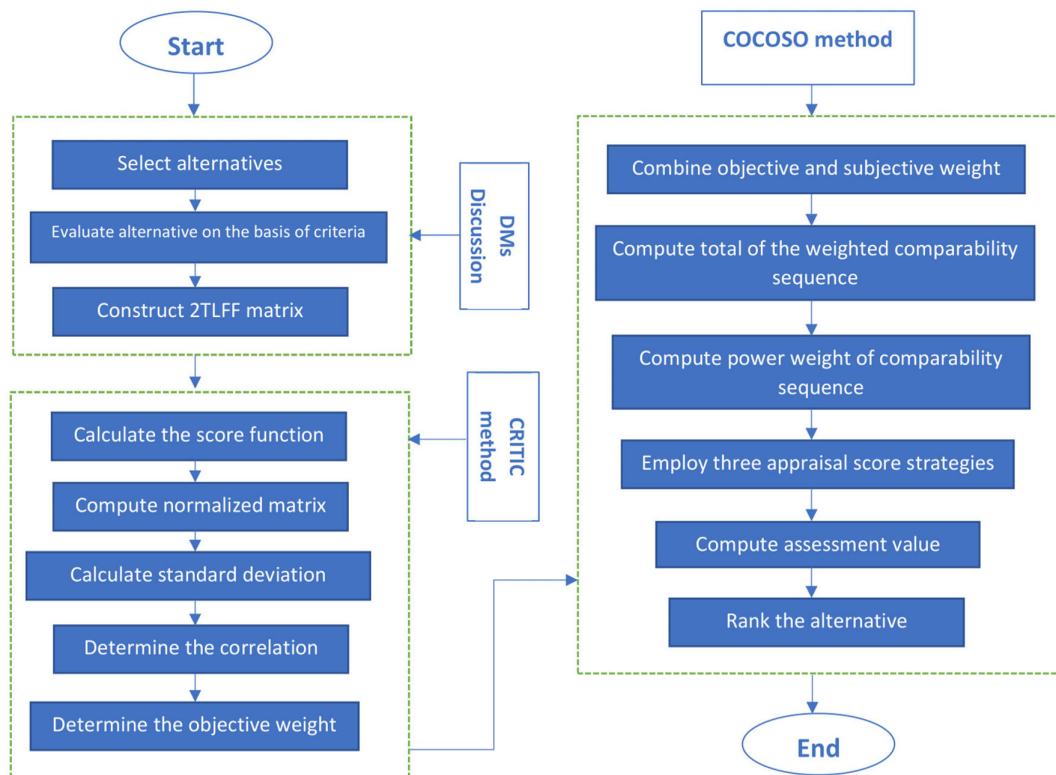 Start
Select alternatives
Evaluate alternative on the basis of criteria
Construct 2TLFF matrix
DMs
Discussion
Calculate the score function
Compute normalized matrix
Calculate standard deviation
Determine the correlation
Determine the objective weight
CRITIC
method
COCOSO method
Combine objective and subjective weight
Compute total of the weighted comparability
sequence
Compute power weight of comparability
sequence
Employ three appraisal score strategies
Compute assessment value
Rank the alternative
End